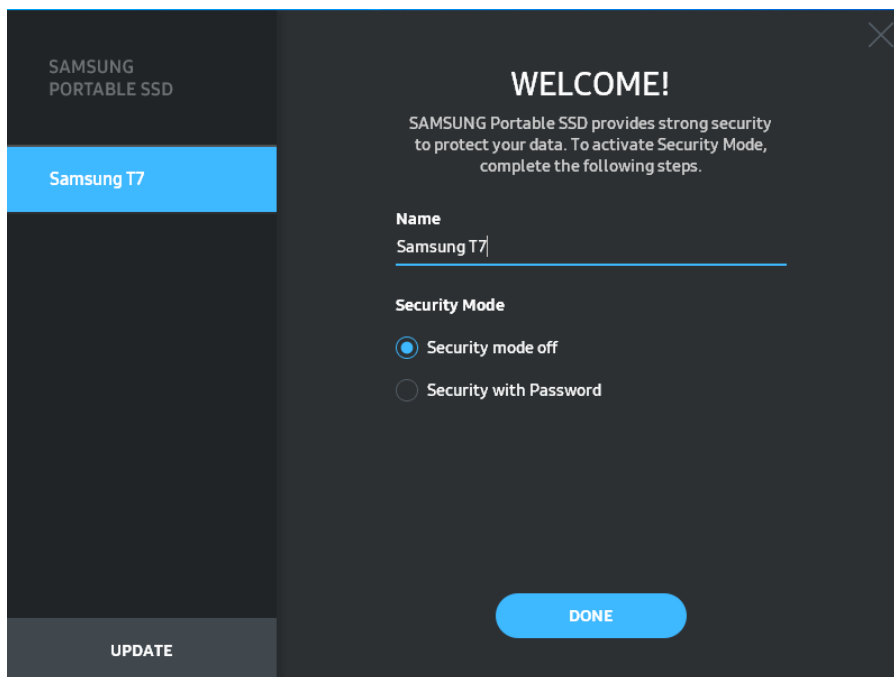 SAMSUNG
PORTABLE SSD
Samsung T7
UPDATE
WELCOME!
SAMSUNG Portable SSD provides strong security
to protect your data. To activate Security Mode,
complete the following steps.
Name
Samsung T7
Security Mode
Security mode off
Security with Password
DONE